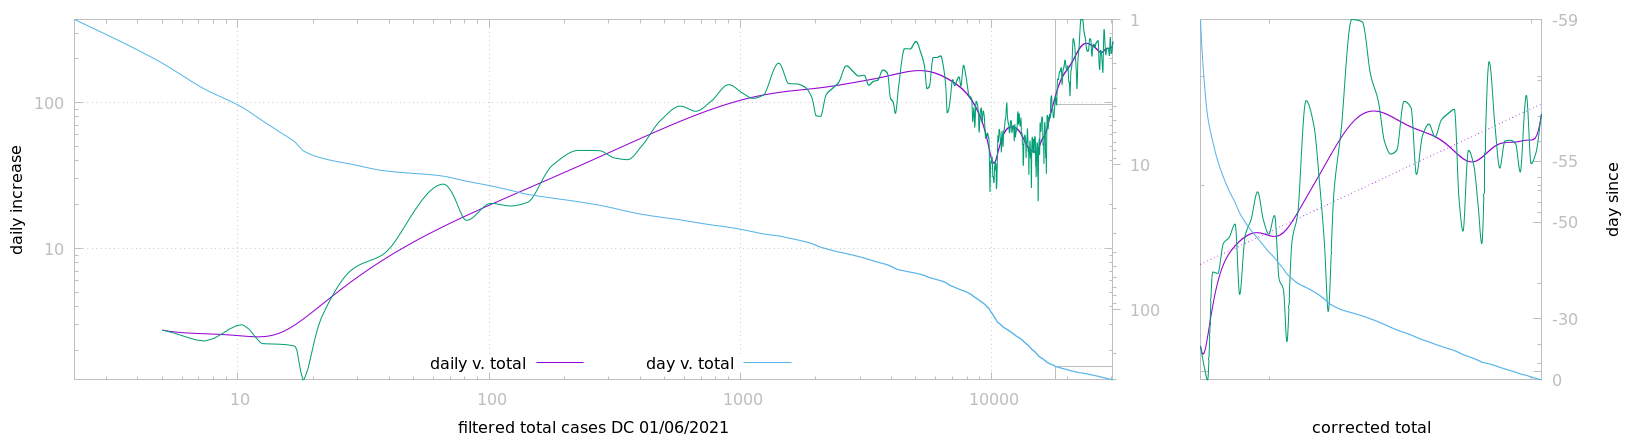 daily increase
100
10
1
10
100
daily v. total
day v. total
10
100
1000
10000
filtered total cases DC 01/06/2021
-59
-55
-50
-30
0
day since
corrected total